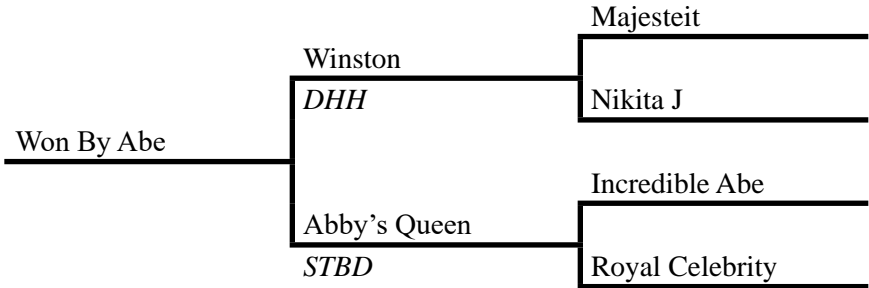 Majesteit
Winston
DHH
Nikita J
Won By Abe
Incredible Abe
Abby’s Queen
STBD
Royal Celebrity